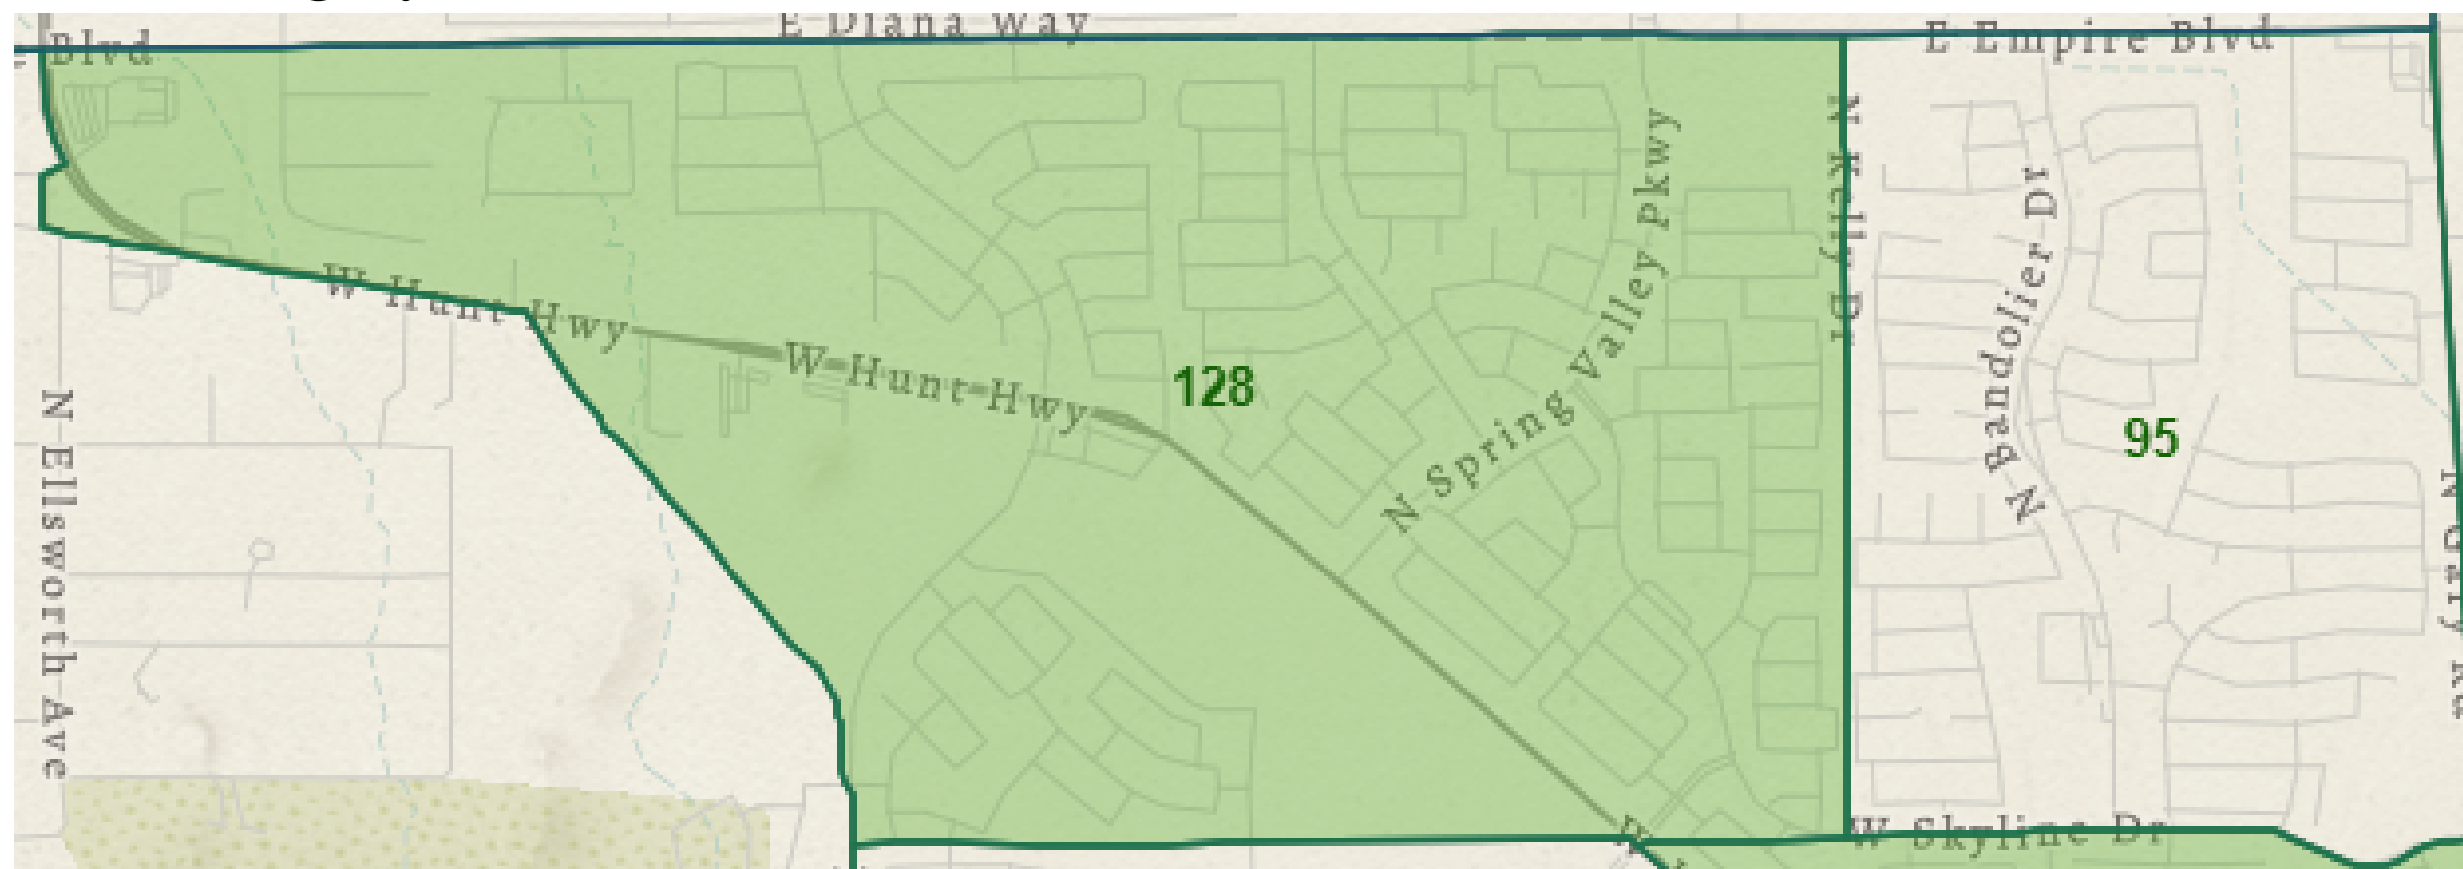 E Diana Way
Blvd
E Empire Blvd
N Kelly Dr
N Bandolier Dr
N Spring Valley Pkwy
W Hunt Hwy
W Hunt Hwy
128
95
N Ellsworth Ave
W Skyline Dr